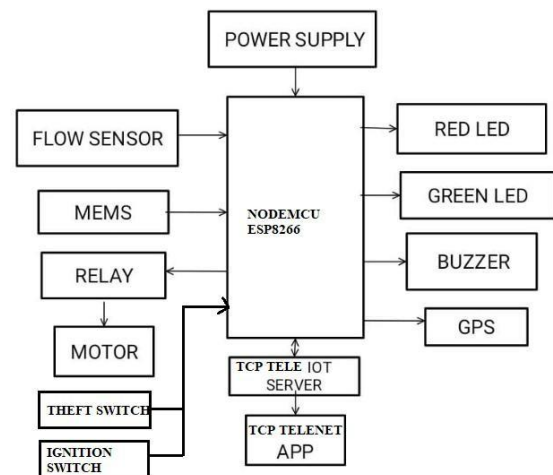 POWER SUPPLY
FLOW SENSOR
RED LED
MEMS
NODEMCU
ESP8266
GREEN LED
RELAY
BUZZER
MOTOR
GPS
TCP TELE IOT
SERVER
THEFT SWITCH
TCP TELENET
APP
IGNITION
SWITCH